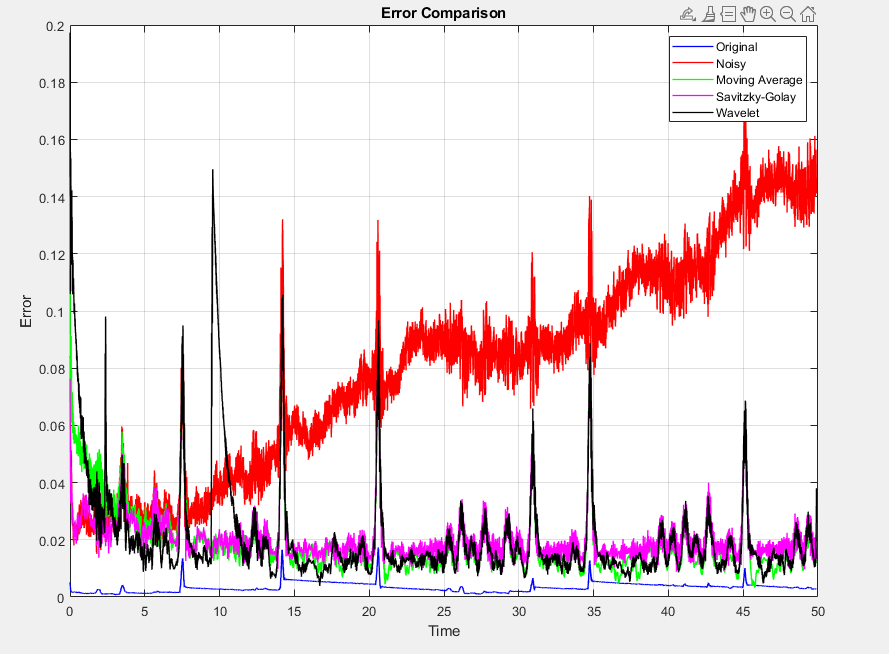 Error Comparison
Original
Noisy
Moving Average
Savitzky-Golay
Wavelet
0.2
0.18
0.16
0.14
0.12
0.1
0.08
0.06
0.04
0.02
0
Error
0 5 10 15 20 25 30 35 40 45 50
Time